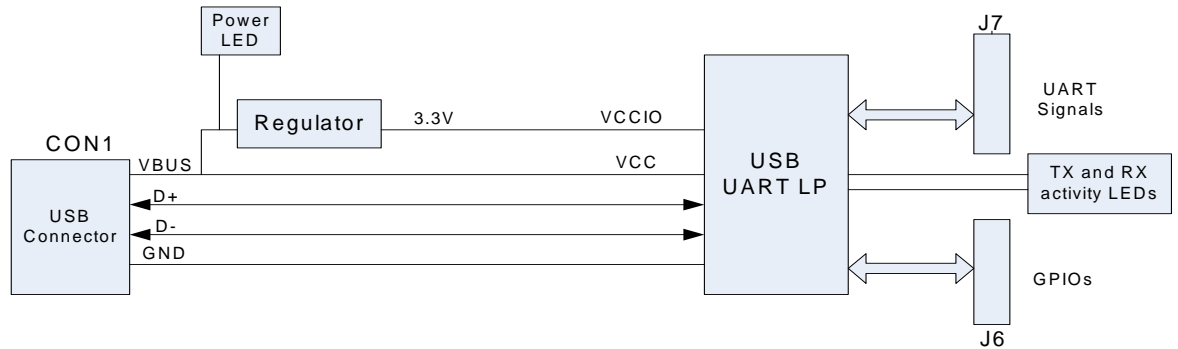 Power
LED
J7
Regulator
3.3V
VCCIO
UART
Signals
CON1
VBUS
VCC
USB
UART LP
TX and RX
activity LEDs
D+
USB
Connector
D-
GND
GPIOs
J6